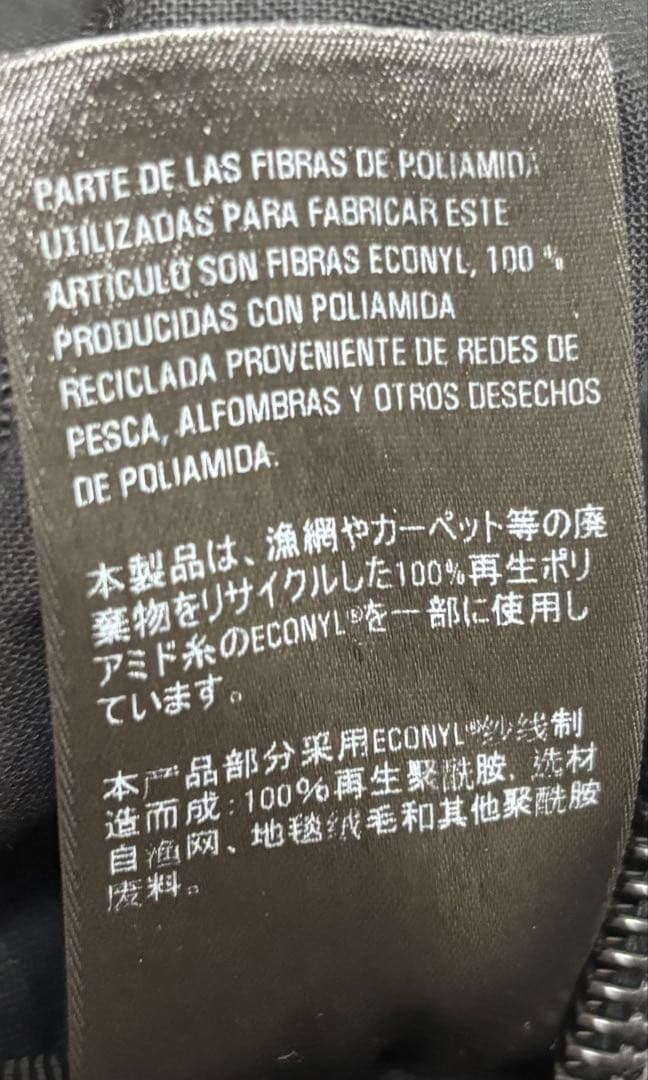 PARTE DE LAS FIBRAS DE POLIAMIDA
UTILIZADAS PARA FABRICAR ESTE
ARTICULO SON FIBRAS ECONYL, 100 %
PRODUCIDAS CON POLIAMIDA
RECICLADA PROVENIENTE DE REDES DE
PESCA, ALFOMBRAS Y OTROS DESECHOS
DE POLIAMIDA.
本製品は、漁網やカーペット等の廃
棄物をリサイクルした100%再生ポリ
アミド糸のECONYL®を一部に使用し
ています。
本产品部分采用ECONYL®纱线制
造而成:100%再生聚酰胺, 选材
自渔网、地毯绒毛和其他聚酰胺
废料。